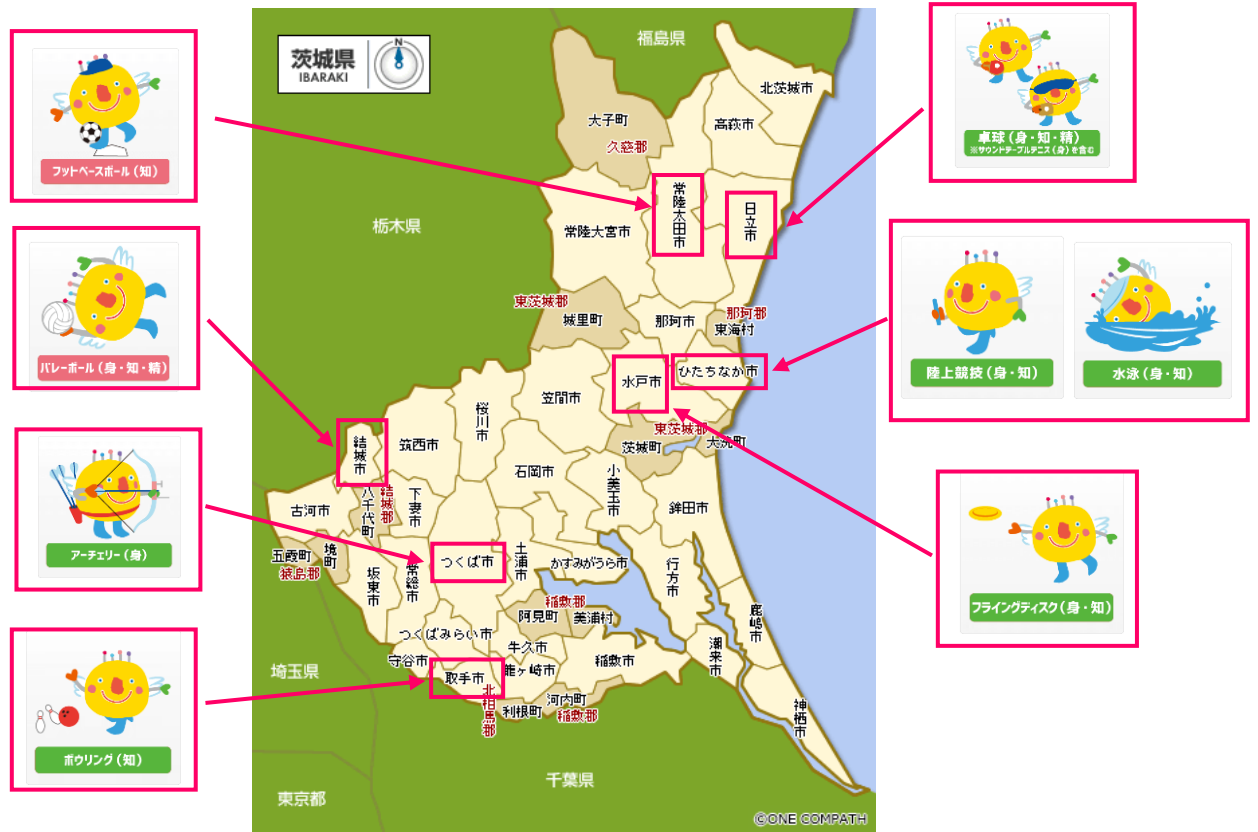 フットベースボール(知)
バレーボール(身・知・精)
アーチェリー(身)
ボウリング(知)
茨城県
IBARAKI
N
福島県
北茨城市
高萩市
大子町
久慈郡
常陸太田市
日立市
栃木県
常陸大宮市
東茨城郡
城里町
那珂市
那珂郡
東海村
水戸市
ひたちなか市
笠間市
桜川市
筑西市
結城市
東茨城郡
茨城町
大洗町
石岡市
小美玉市
鉾田市
古河市
八千代町
結城郡
下妻市
五霞町
境町
猿島郡
坂東市
常総市
つくば市
土浦市
かすみがうら市
行方市
稲敷郡
阿見町
美浦村
鹿嶋市
つくばみらい市
牛久市
守谷市
取手市
龍ヶ崎市
稲敷市
潮来市
北相馬郡
利根町
河内町
稲敷郡
神栖市
埼玉県
千葉県
東京都
©ONE COMPATH
卓球(身・知・精)
※サウンドテーブルテニス(身)を含む
陸上競技(身・知)
水泳(身・知)
フライングディスク(身・知)